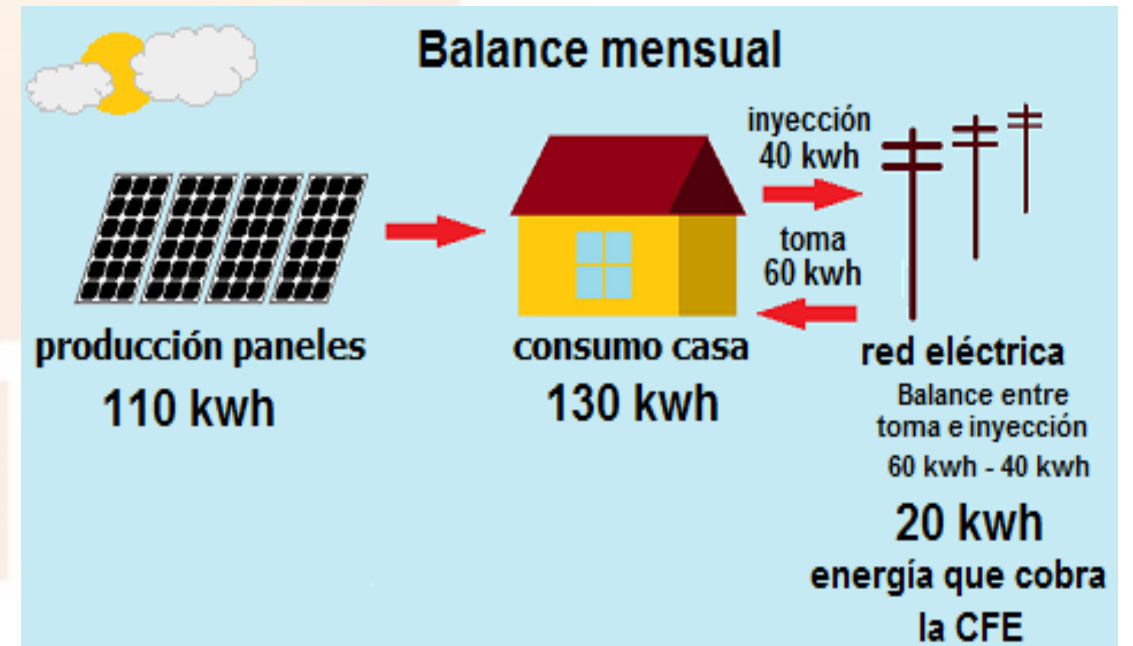 Balance mensual
inyección
40 kwh
toma
60 kwh
producción paneles
110 kwh
consumo casa
130 kwh
red eléctrica
Balance entre
toma e inyección
60 kwh - 40 kwh
20 kwh
energía que cobra
la CFE